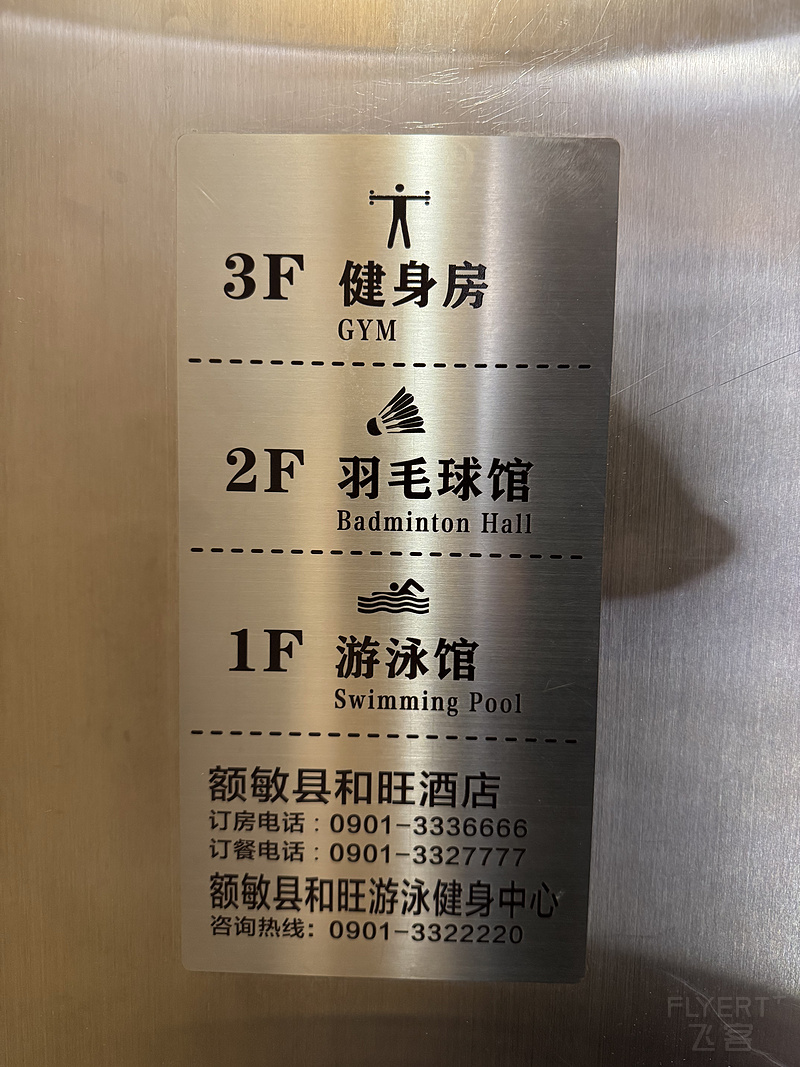 3F 健身房
GYM
2F 羽毛球馆
Badminton Hall
1F 游泳馆
Swimming Pool
额敏县和旺酒店
订房电话：0901-3336666
订餐电话：0901-3327777
额敏县和旺游泳健身中心
咨询热线：0901-3322220
FLYERT+
飞客